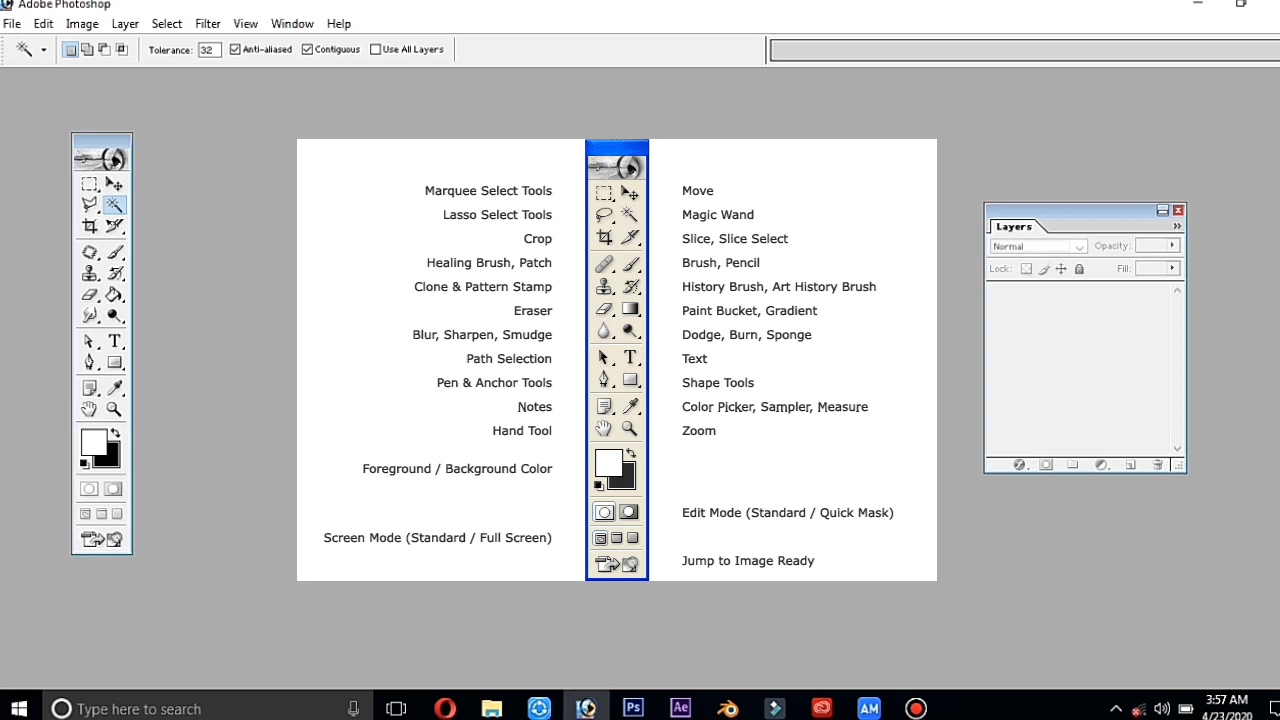 Adobe Photoshop
File Edit Image Layer Select Filter View Window Help
Tolerance: 32 Anti-aliased Contiguous Use All Layers
Marquee Select Tools Move
Lasso Select Tools Magic Wand
Crop Slice, Slice Select
Healing Brush, Patch Brush, Pencil
Clone & Pattern Stamp History Brush, Art History Brush
Eraser Paint Bucket, Gradient
Blur, Sharpen, Smudge Dodge, Burn, Sponge
Path Selection Text
Pen & Anchor Tools Shape Tools
Notes Color Picker, Sampler, Measure
Hand Tool Zoom
Foreground / Background Color
Edit Mode (Standard / Quick Mask)
Screen Mode (Standard / Full Screen)
Jump to Image Ready
Layers
Normal Opacity:
Lock: Fill:
Type here to search
Ps Ae AM
3:57 AM
4/23/2020